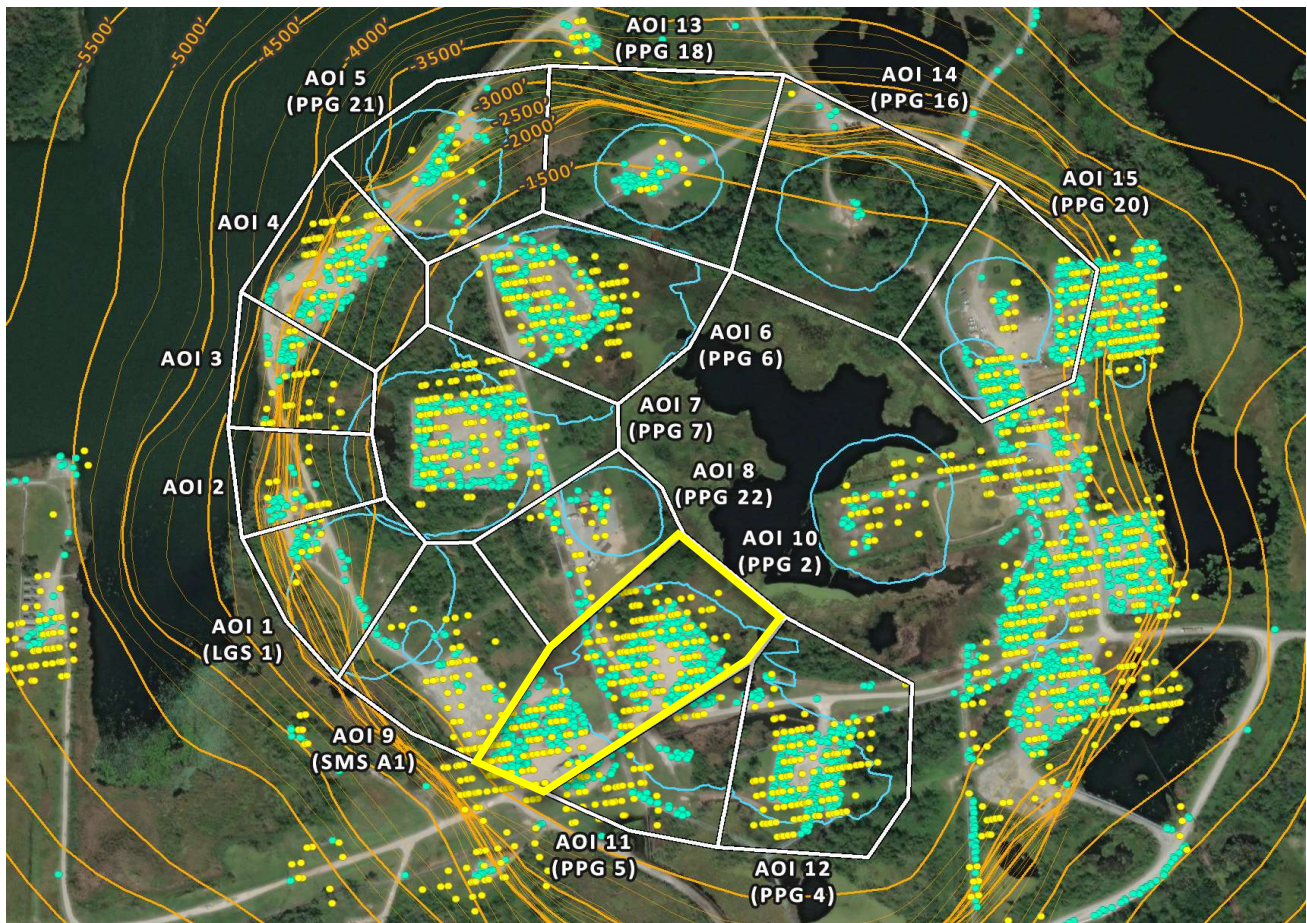 -5500'
-5000'
-4500'
-4000'
-3500'
-3000'
-2500'
-2000'
-1500'
AOI 13
(PPG 18)
AOI 14
(PPG 16)
AOI 5
(PPG 21)
AOI 15
(PPG 20)
AOI 4
AOI 3
AOI 6
(PPG 6)
AOI 7
(PPG 7)
AOI 2
AOI 8
(PPG 22)
AOI 10
(PPG 2)
AOI 1
(LGS 1)
AOI 9
(SMS A1)
AOI 11
(PPG 5)
AOI 12
(PPG 4)